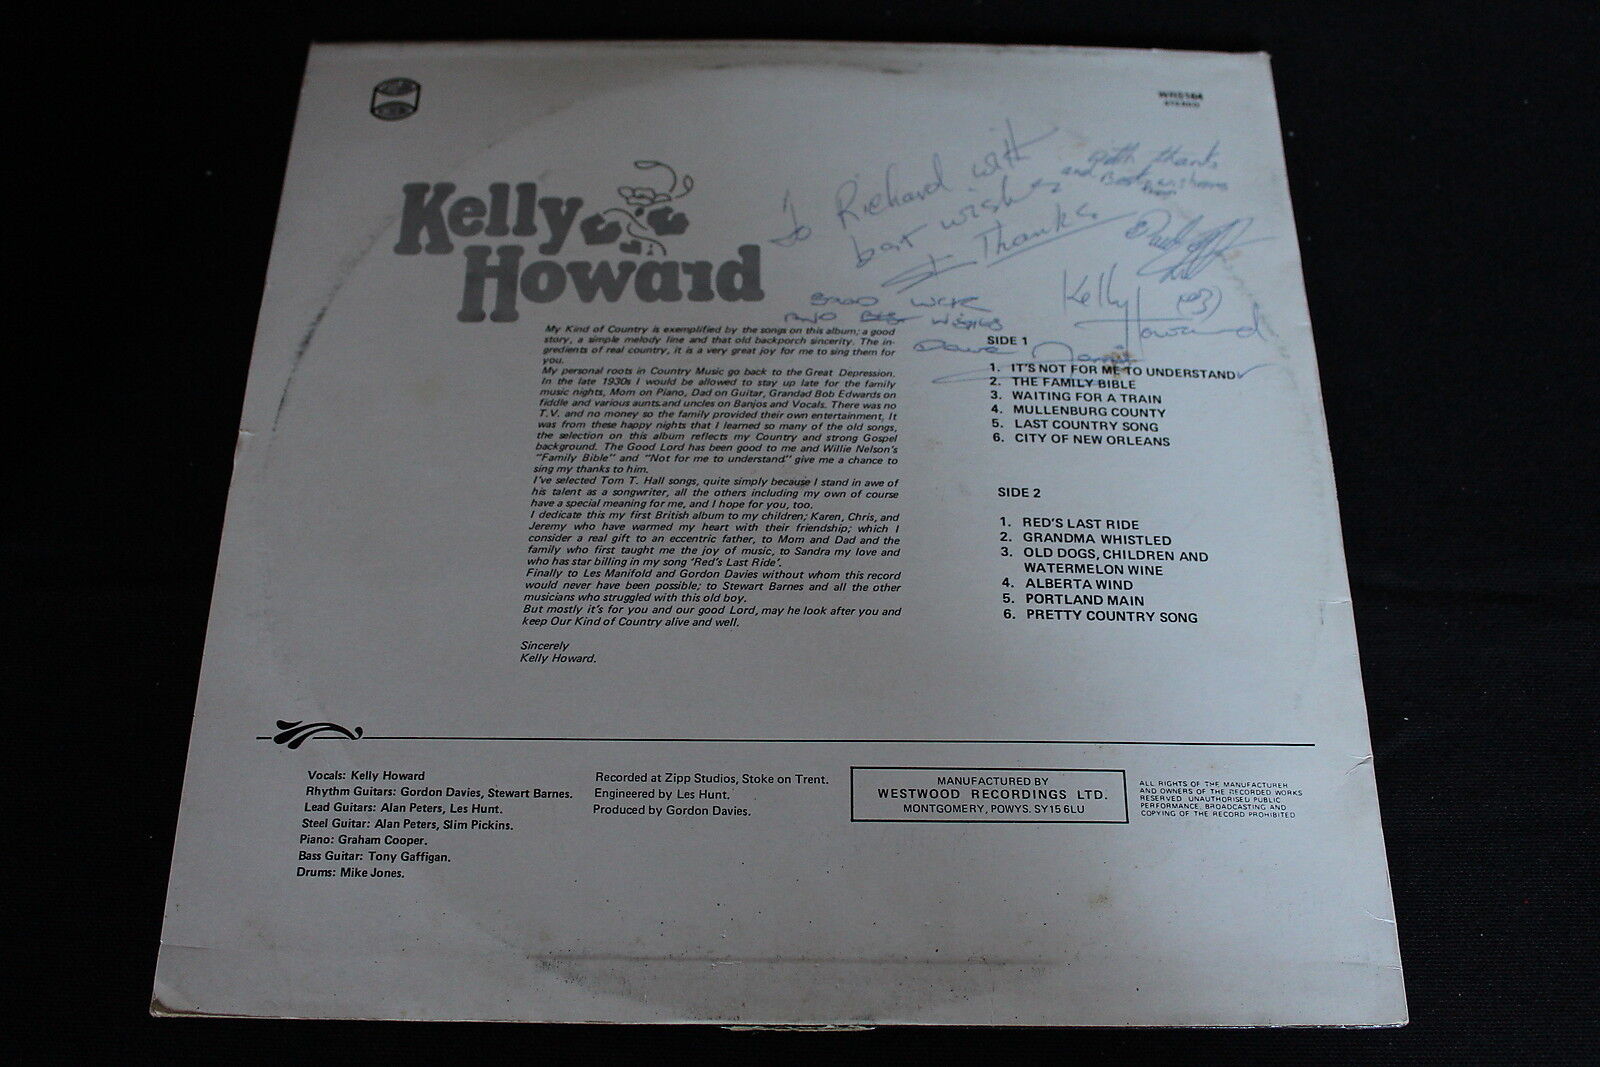 WRS184
STEREO
Kelly
Howard
To Richard with
best wishes
& Thanks
With thanks
and Best wishes
from
Kelly
Howard
GOOD LUCK
AND BEST WISHES
Dave
My Kind of Country is exemplified by the songs on this album; a good
story, a simple melody line and that old backporch sincerity. The in-
gredients of real country, it is a very great joy for me to sing them for
you.
My personal roots in Country Music go back to the Great Depression.
In the late 1930s I would be allowed to stay up late for the family
music nights, Mom on Piano, Dad on Guitar, Grandad Bob Edwards on
fiddle and various aunts and uncles on Banjos and Vocals. There was no
T.V. and no money so the family provided their own entertainment, It
was from these happy nights that I learned so many of the old songs,
the selection on this album reflects my Country and strong Gospel
background. The Good Lord has been good to me and Willie Nelson's
"Family Bible" and "Not for me to understand" give me a chance to
sing my thanks to him.
I've selected Tom T. Hall songs, quite simply because I stand in awe of
his talent as a songwriter, all the others including my own of course
have a special meaning for me, and I hope for you, too.
I dedicate this my first British album to my children; Karen, Chris, and
Jeremy who have warmed my heart with their friendship; which I
consider a real gift to an eccentric father, to Mom and Dad and the
family who first taught me the joy of music, to Sandra my love and
who has star billing in my song 'Red's Last Ride'.
Finally to Les Manifold and Gordon Davies without whom this record
would never have been possible; to Stewart Barnes and all the other
musicians who struggled with this old boy.
But mostly it's for you and our good Lord, may he look after you and
keep Our Kind of Country alive and well.
Sincerely
Kelly Howard.
SIDE 1
1. IT'S NOT FOR ME TO UNDERSTAND
2. THE FAMILY BIBLE
3. WAITING FOR A TRAIN
4. MULLENBURG COUNTY
5. LAST COUNTRY SONG
6. CITY OF NEW ORLEANS
SIDE 2
1. RED'S LAST RIDE
2. GRANDMA WHISTLED
3. OLD DOGS, CHILDREN AND
WATERMELON WINE
4. ALBERTA WIND
5. PORTLAND MAIN
6. PRETTY COUNTRY SONG
Vocals: Kelly Howard
Rhythm Guitars: Gordon Davies, Stewart Barnes.
Lead Guitars: Alan Peters, Les Hunt.
Steel Guitar: Alan Peters, Slim Pickins.
Piano: Graham Cooper.
Bass Guitar: Tony Gaffigan.
Drums: Mike Jones.
Recorded at Zipp Studios, Stoke on Trent.
Engineered by Les Hunt.
Produced by Gordon Davies.
MANUFACTURED BY
WESTWOOD RECORDINGS LTD.
MONTGOMERY, POWYS. SY15 6LU
ALL RIGHTS OF THE MANUFACTURER
AND OWNERS OF THE RECORDED WORKS
RESERVED. UNAUTHORISED PUBLIC
PERFORMANCE, BROADCASTING AND
COPYING OF THE RECORD PROHIBITED